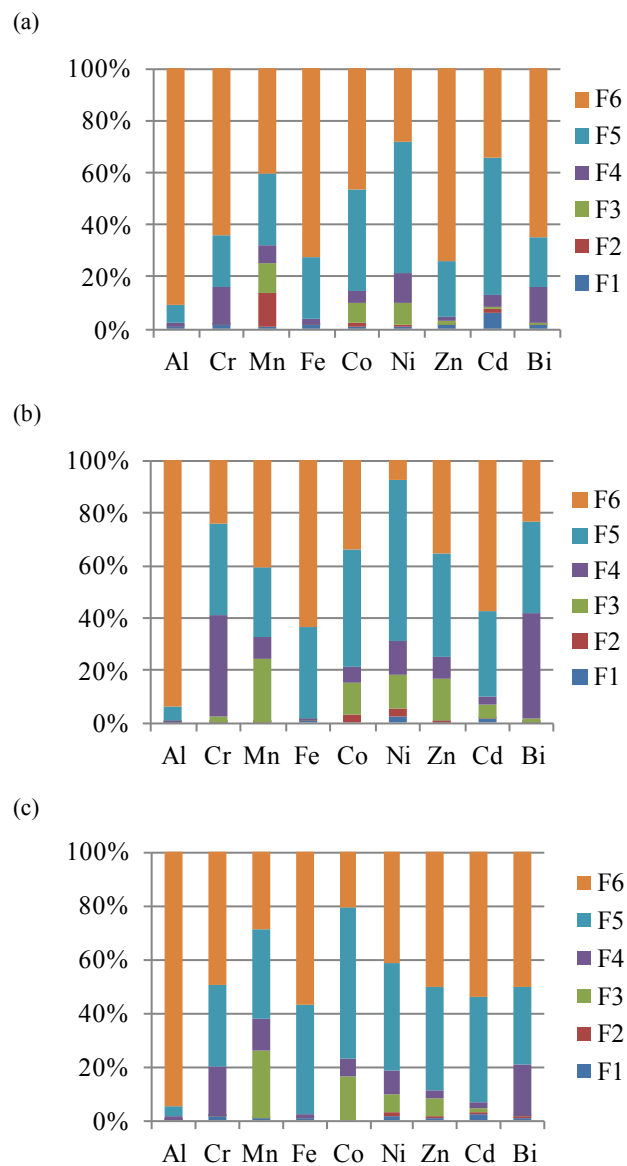 (a)
100%
80%
60%
40%
20%
0%
Al Cr Mn Fe Co Ni Zn Cd Bi
F6
F5
F4
F3
F2
F1
(b)
100%
80%
60%
40%
20%
0%
Al Cr Mn Fe Co Ni Zn Cd Bi
F6
F5
F4
F3
F2
F1
(c)
100%
80%
60%
40%
20%
0%
Al Cr Mn Fe Co Ni Zn Cd Bi
F6
F5
F4
F3
F2
F1